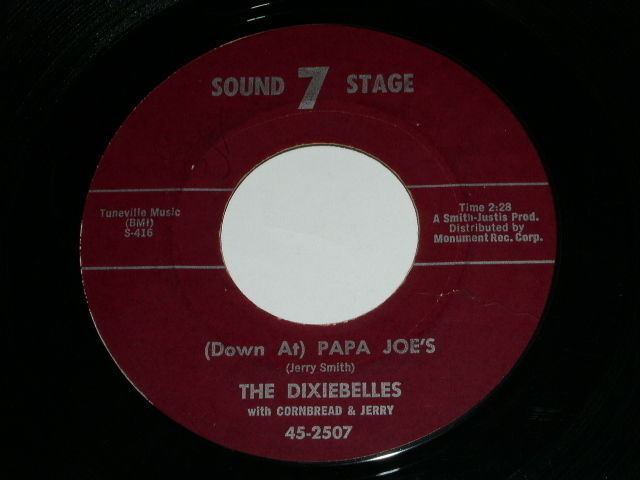 SOUND 7 STAGE
Tuneville Music
(BMI)
S-416
Time 2:28
A Smith-Justis Prod.
Distributed by
Monument Rec. Corp.
(Down At) PAPA JOE'S
(Jerry Smith)
THE DIXIEBELLES
with CORNBREAD & JERRY
45-2507